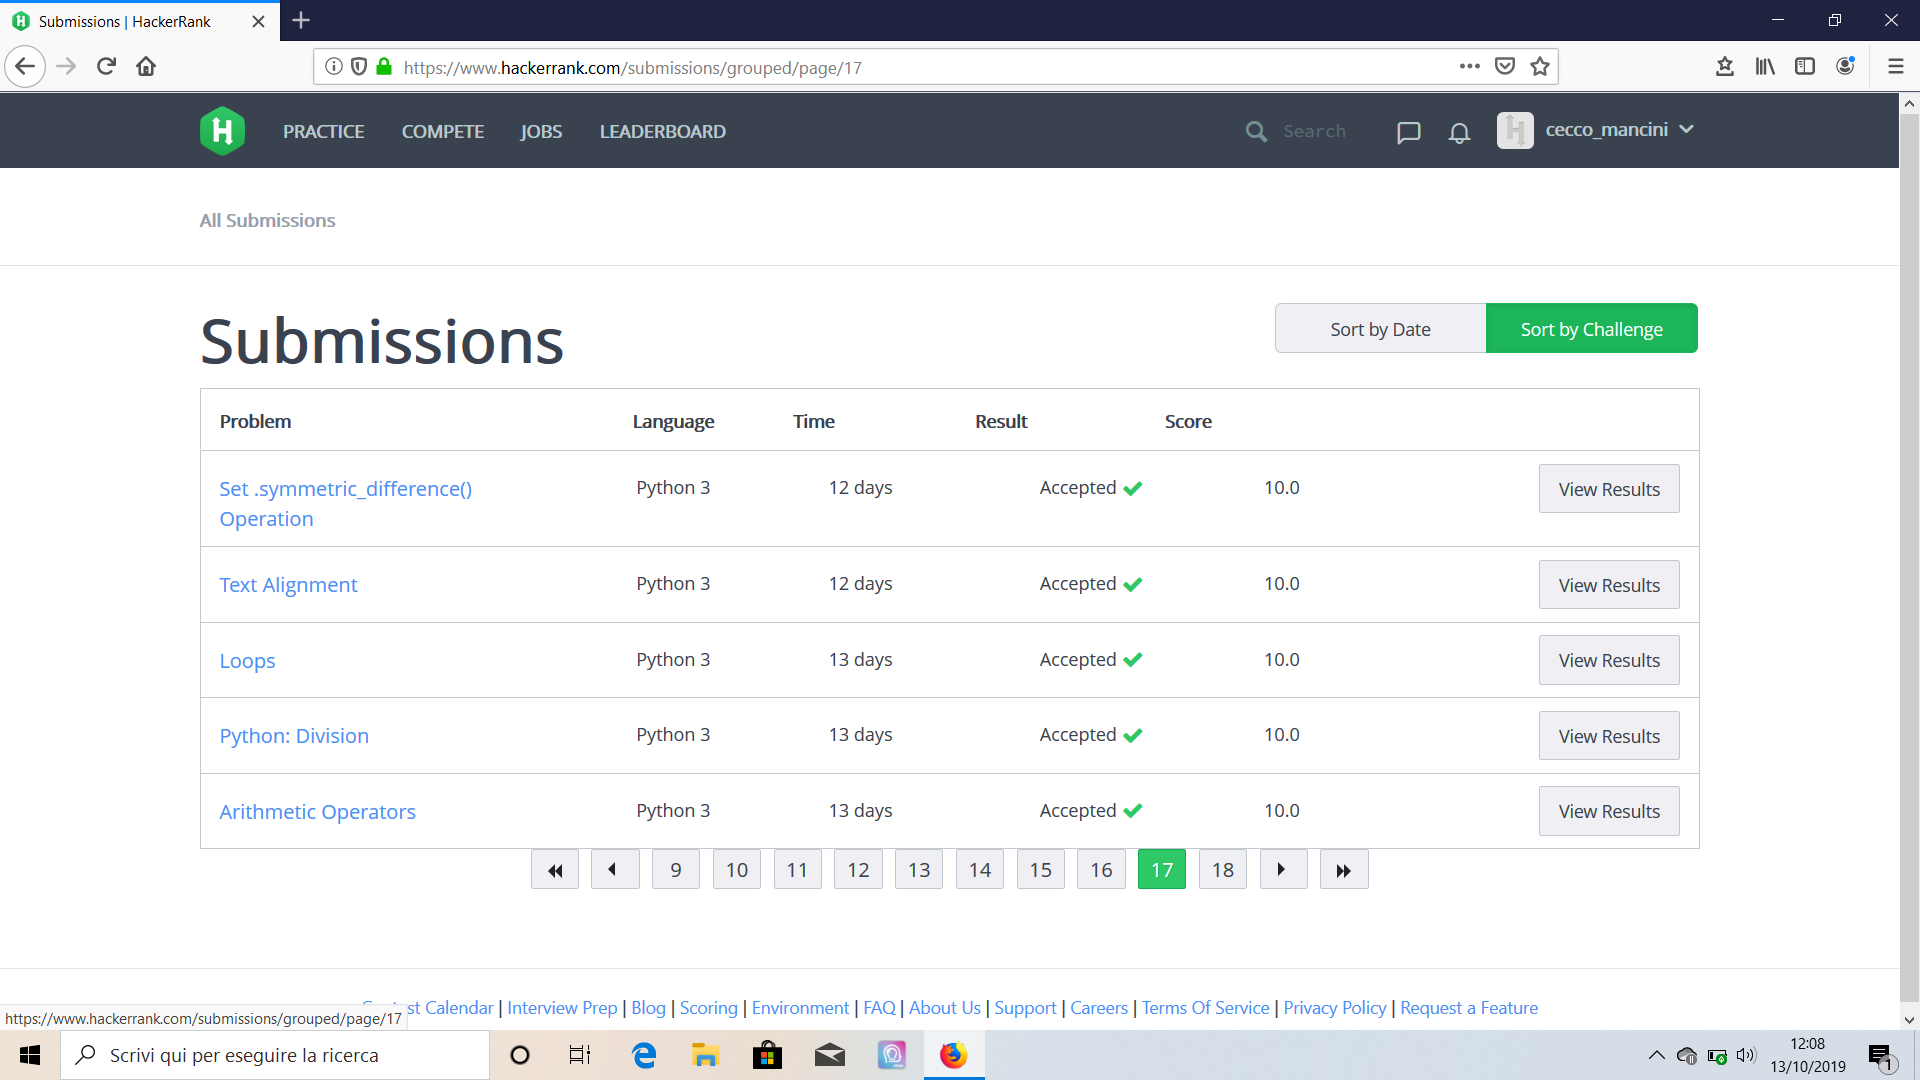 Submissions | HackerRank
https://www.hackerrank.com/submissions/grouped/page/17
PRACTICE COMPETE JOBS LEADERBOARD Search cecco_mancini
All Submissions
Submissions
Sort by Date Sort by Challenge
Problem Language Time Result Score
Set .symmetric_difference() Python 3 12 days Accepted 10.0 View Results
Operation
Text Alignment Python 3 12 days Accepted 10.0 View Results
Loops Python 3 13 days Accepted 10.0 View Results
Python: Division Python 3 13 days Accepted 10.0 View Results
Arithmetic Operators Python 3 13 days Accepted 10.0 View Results
9 10 11 12 13 14 15 16 17 18
Calendar | Interview Prep | Blog | Scoring | Environment | FAQ | About Us | Support | Careers | Terms Of Service | Privacy Policy | Request a Feature
https://www.hackerrank.com/submissions/grouped/page/17
Scrivi qui per eseguire la ricerca
12:08
13/10/2019
1